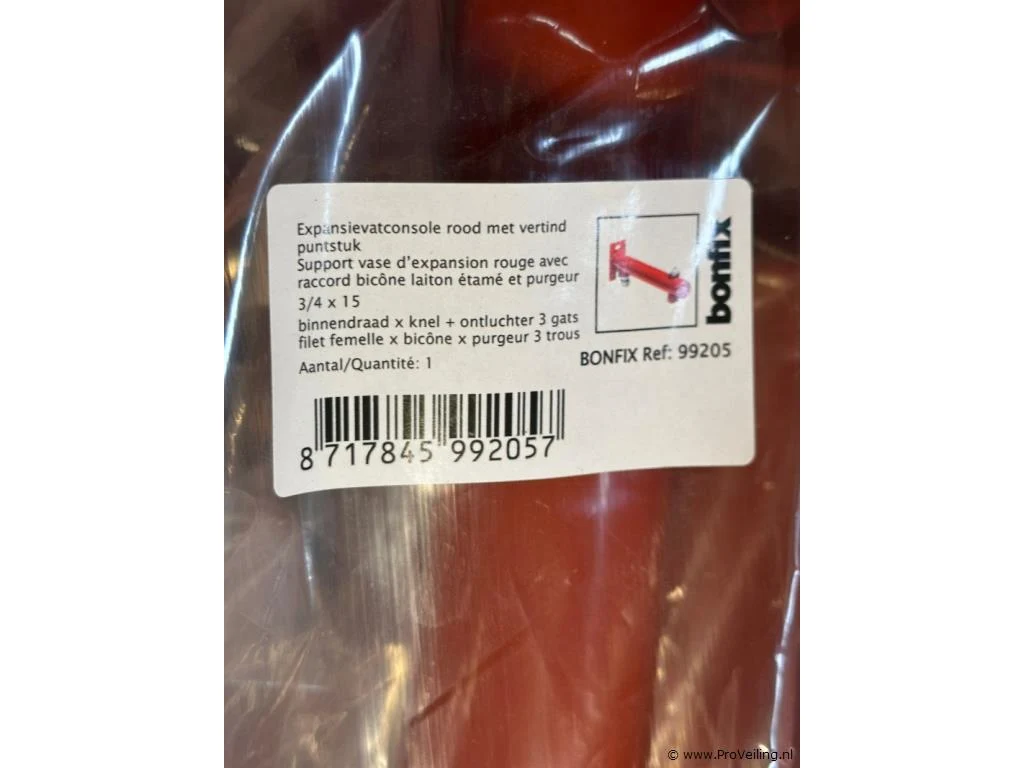 Expansievatconsole rood met vertind
puntstuk
Support vase d'expansion rouge avec
raccord bicône laiton étamé et purgeur
3/4 x 15
binnendraad x knel + ontluchter 3 gats
filet femelle x bicône x purgeur 3 trous
Aantal/Quantité: 1
bonfix
BONFIX Ref: 99205
8 717845 992057
© www.ProVeiling.nl